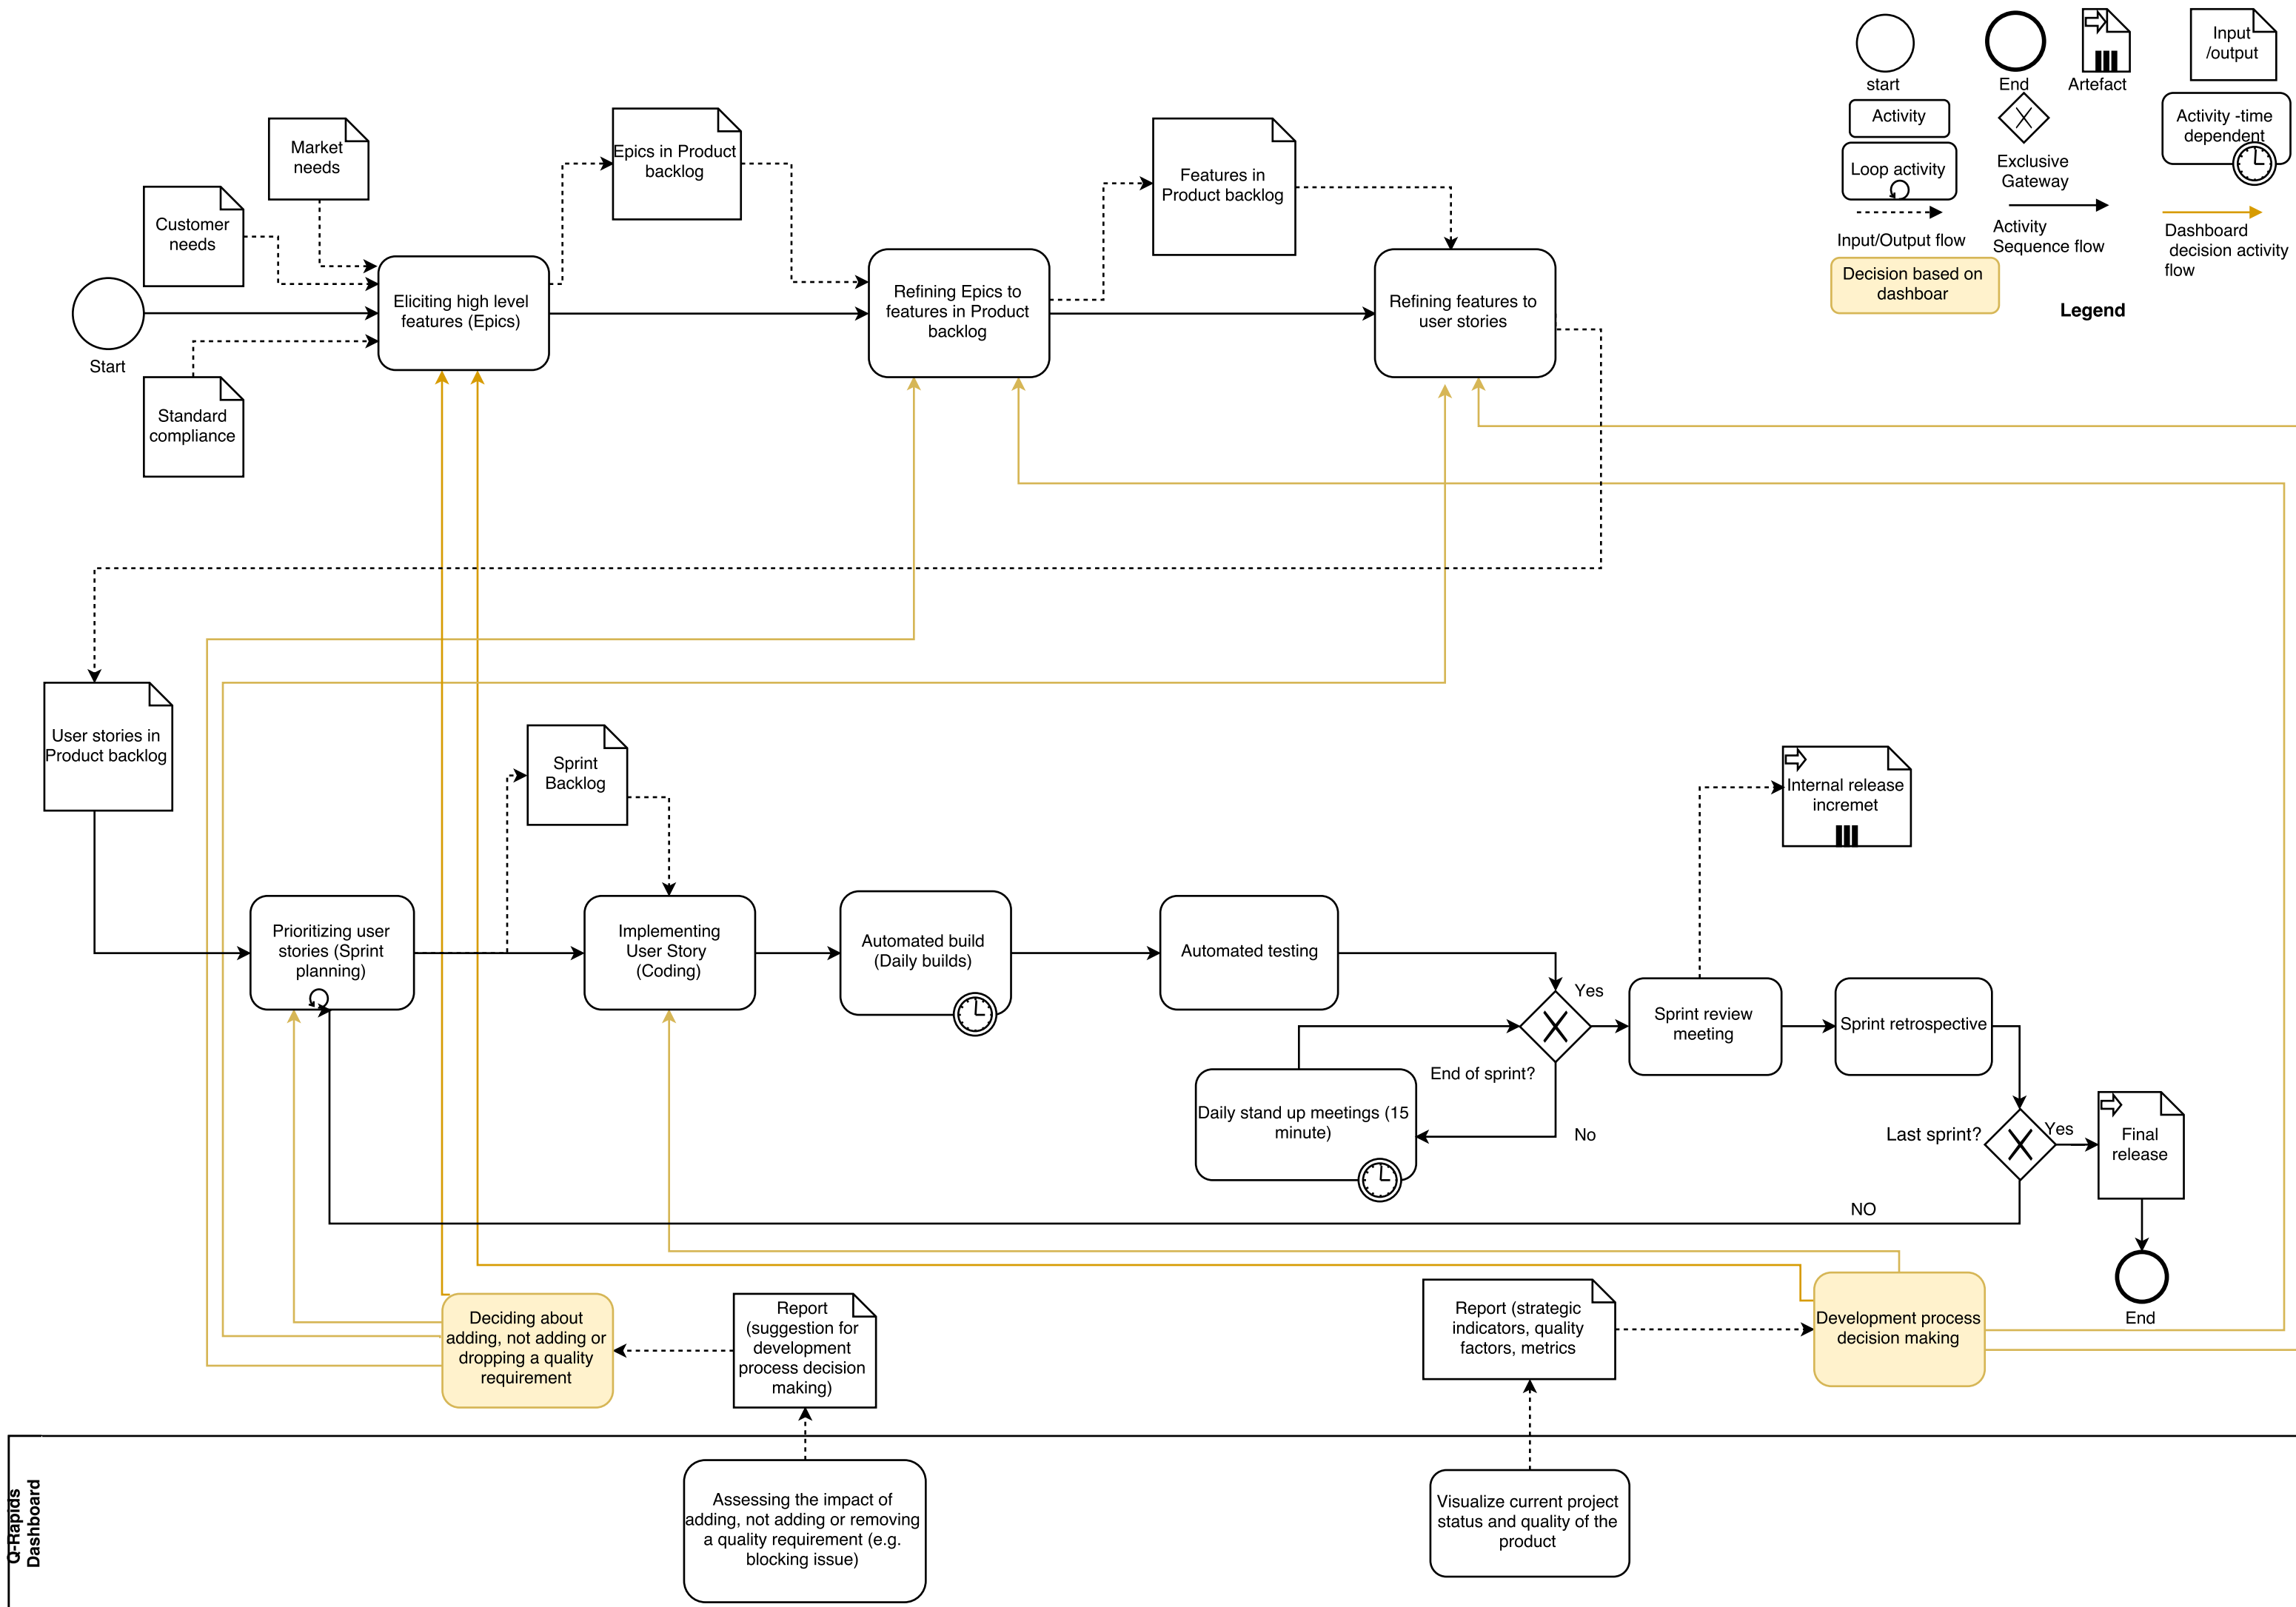 start
End
Artefact
Input
/output
Activity
Exclusive
Gateway
Activity -time
dependent
Loop activity
Input/Output flow
Activity
Sequence flow
Dashboard
decision activity
flow
Decision based on
dashboar
Legend
Market
needs
Customer
needs
Start
Standard
compliance
Eliciting high level
features (Epics)
Epics in Product
backlog
Refining Epics to
features in Product
backlog
Features in
Product backlog
Refining features to
user stories
User stories in
Product backlog
Sprint
Backlog
Internal release
incremet
Prioritizing user
stories (Sprint
planning)
Implementing
User Story
(Coding)
Automated build
(Daily builds)
Automated testing
Yes
End of sprint?
No
Daily stand up meetings (15
minute)
Sprint review
meeting
Sprint retrospective
Last sprint?
Yes
NO
Final
release
End
Deciding about
adding, not adding or
dropping a quality
requirement
Report
(suggestion for
development
process decision
making)
Report (strategic
indicators, quality
factors, metrics
Development process
decision making
Q-Rapids
Dashboard
Assessing the impact of
adding, not adding or removing
a quality requirement (e.g.
blocking issue)
Visualize current project
status and quality of the
product